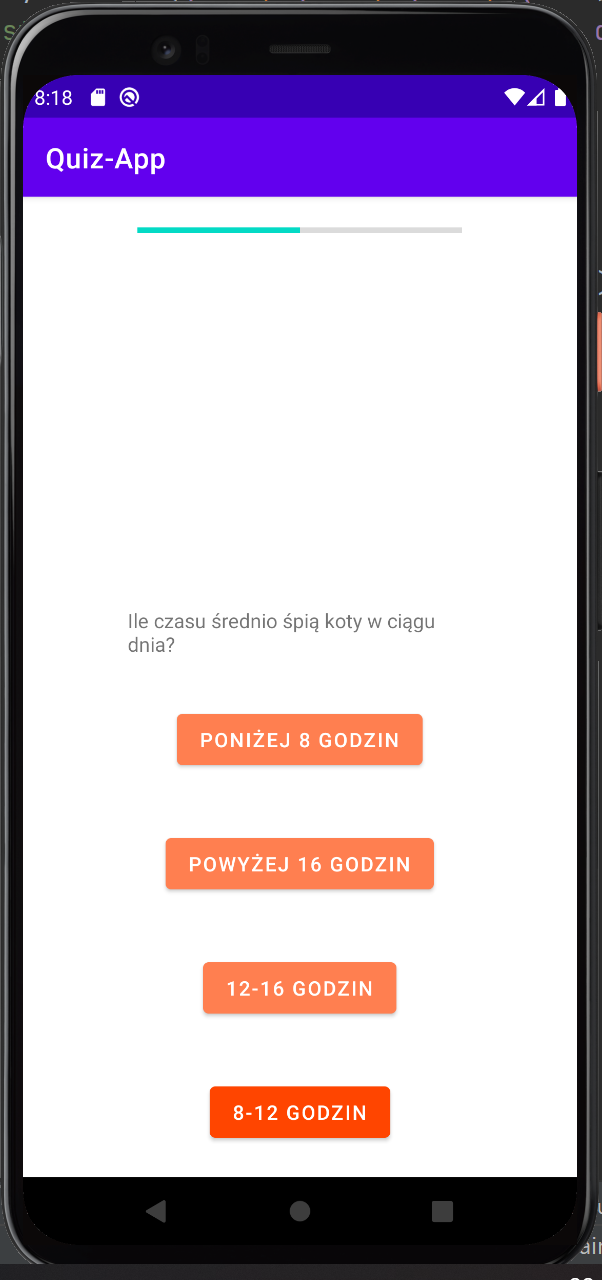 8:18
Quiz-App
Ile czasu średnio śpią koty w ciągu
dnia?
PONIŻEJ 8 GODZIN
POWYŻEJ 16 GODZIN
12-16 GODZIN
8-12 GODZIN